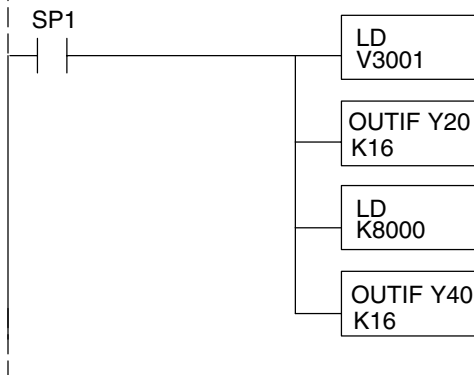 SP1
LD
V3001
OUTIF Y20
K16
LD
K8000
OUTIF Y40
K16